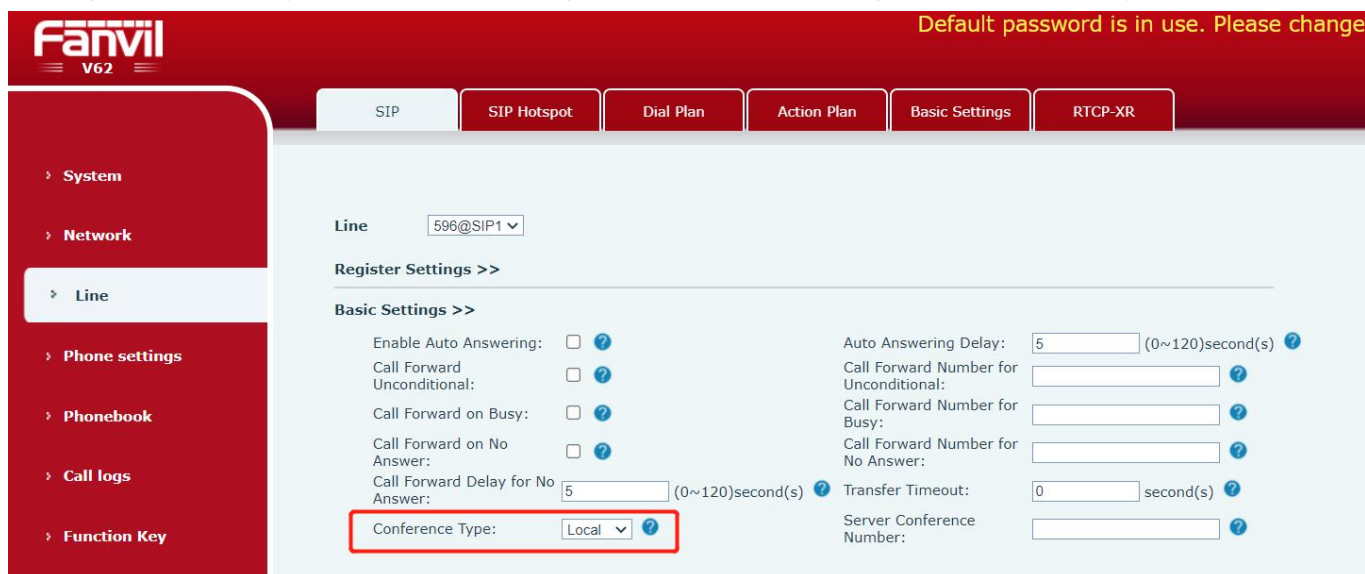 Fanvil
V62
Default password is in use. Please change
SIP
SIP Hotspot
Dial Plan
Action Plan
Basic Settings
RTCP-XR
System
Network
Line
Phone settings
Phonebook
Call logs
Function Key
Line 596@SIP1
Register Settings >>
Basic Settings >>
Enable Auto Answering:
Auto Answering Delay: 5 (0~120)second(s)
Call Forward
Unconditional:
Call Forward Number for
Unconditional:
Call Forward on Busy:
Call Forward Number for
Busy:
Call Forward on No
Answer:
Call Forward Number for
No Answer:
Call Forward Delay for No
Answer: 5 (0~120)second(s)
Transfer Timeout: 0 second(s)
Conference Type: Local
Server Conference
Number: